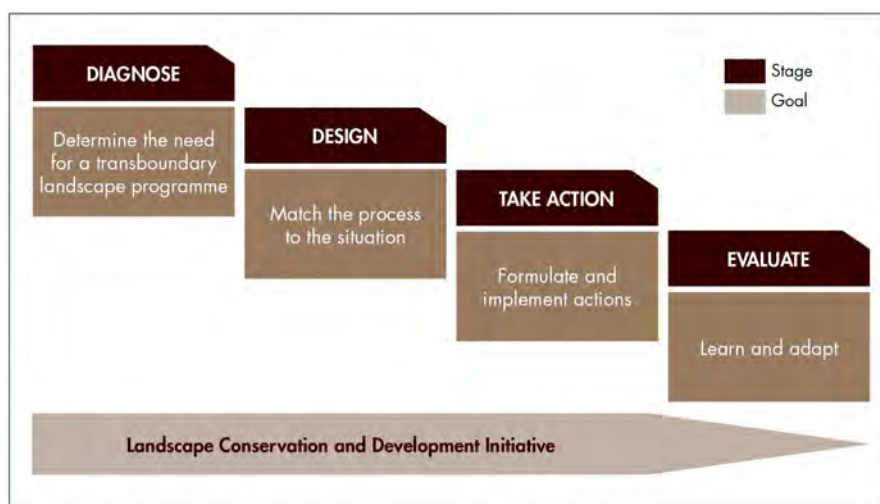 DIAGNOSE
Determine the need
for a transboundary
landscape programme
DESIGN
Match the process
to the situation
TAKE ACTION
Formulate and
implement actions
EVALUATE
Learn and adapt
Stage
Goal
Landscape Conservation and Development Initiative